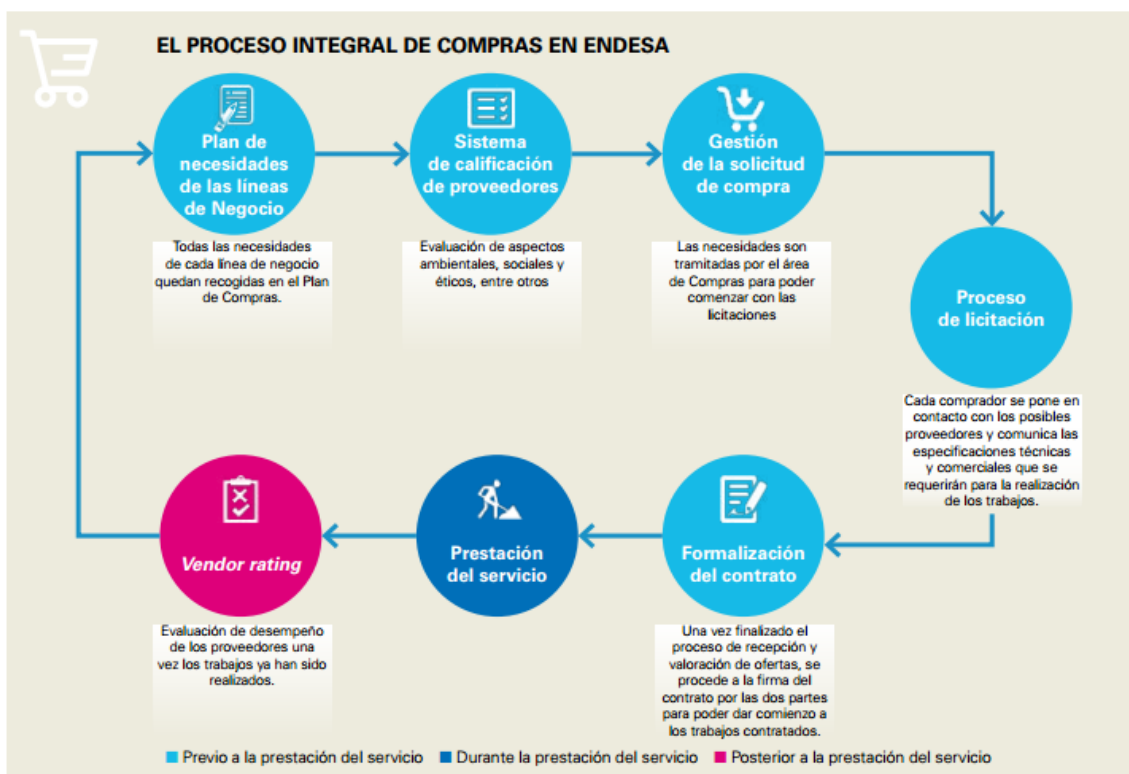 EL PROCESO INTEGRAL DE COMPRAS EN ENDESA
Plan de
necesidades
de las líneas
de Negocio
Todas las necesidades
de cada línea de negocio
quedan recogidas en el Plan
de Compras.
Sistema
de calificación
de proveedores
Evaluación de aspectos
ambientales, sociales y
éticos, entre otros
Gestión
de la solicitud
de compra
Las necesidades son
tramitadas por el área
de Compras para poder
comenzar con las
licitaciones
Proceso
de licitación
Cada comprador se pone en
contacto con los posibles
proveedores y comunica las
especificaciones técnicas
y comerciales que se
requerirán para la realización
de los trabajos.
Formalización
del contrato
Una vez finalizado el
proceso de recepción y
valoración de ofertas, se
procede a la firma del
contrato por las dos partes
para poder dar comienzo a
los trabajos contratados.
Prestación
del servicio
Vendor rating
Evaluación de desempeño
de los proveedores una
vez los trabajos ya han sido
realizados.
Previo a la prestación del servicio Durante la prestación del servicio Posterior a la prestación del servicio